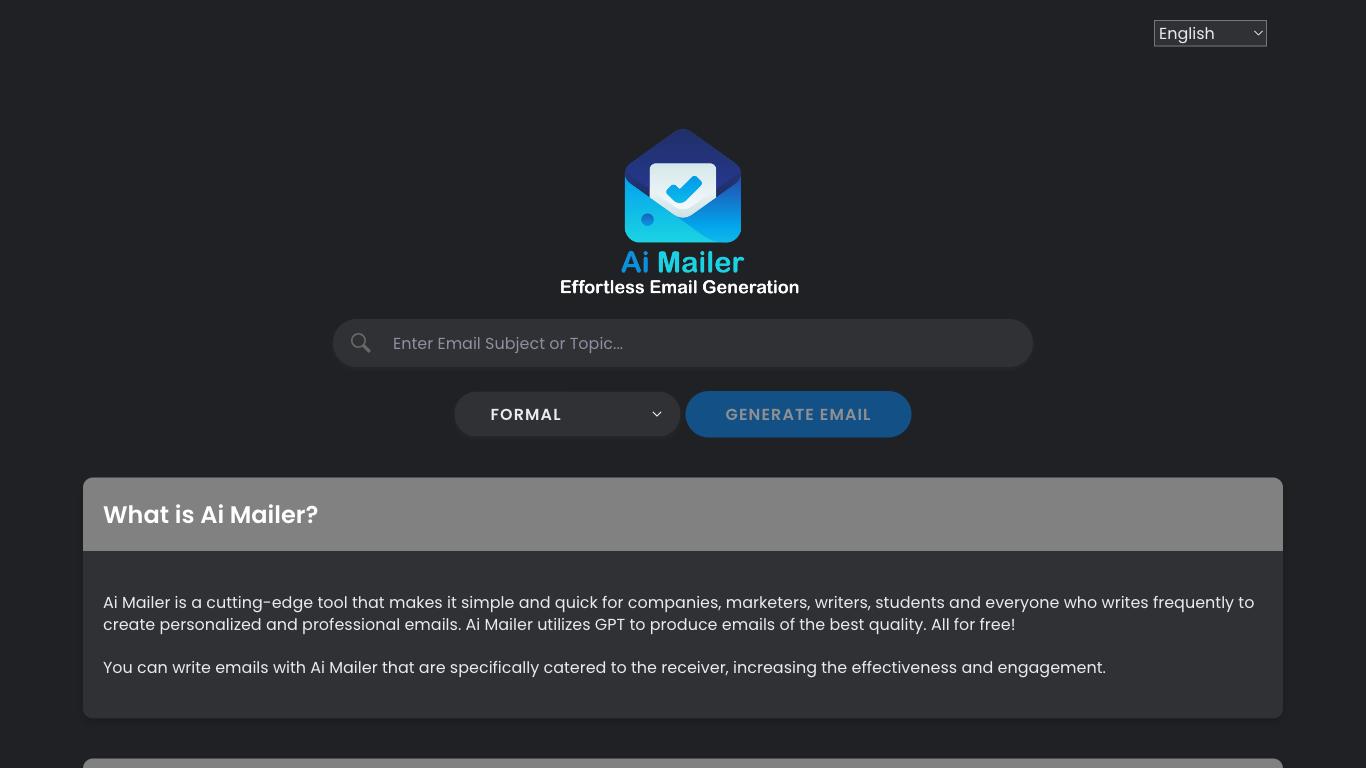 English
Ai Mailer
Effortless Email Generation
Enter Email Subject or Topic...
FORMAL
GENERATE EMAIL
What is Ai Mailer?
Ai Mailer is a cutting-edge tool that makes it simple and quick for companies, marketers, writers, students and everyone who writes frequently to
create personalized and professional emails. Ai Mailer utilizes GPT to produce emails of the best quality. All for free!
You can write emails with Ai Mailer that are specifically catered to the receiver, increasing the effectiveness and engagement.